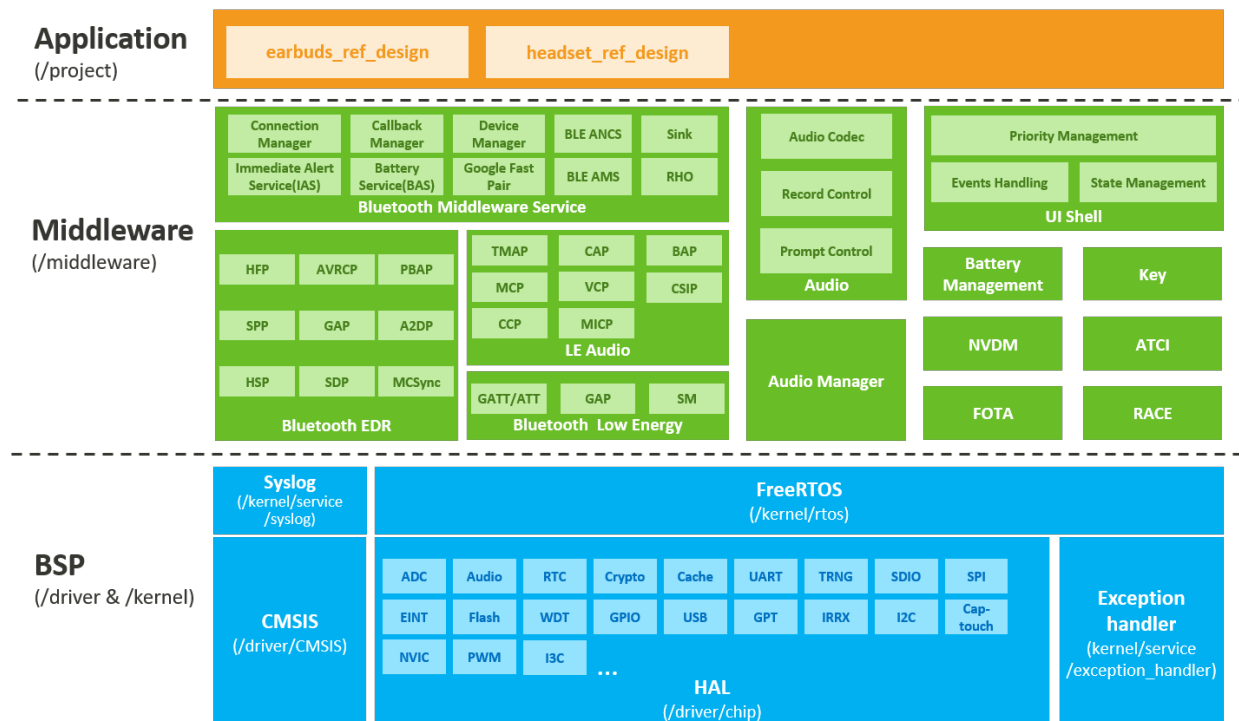 Application
(/project)
earbuds_ref_design
headset_ref_design
Middleware
(/middleware)
Connection
Manager
Callback
Manager
Device
Manager
BLE ANCS
Sink
Immediate Alert
Service(IAS)
Battery
Service(BAS)
Google Fast
Pair
BLE AMS
RHO
Bluetooth Middleware Service
HFP
AVRCP
PBAP
SPP
GAP
A2DP
HSP
SDP
MCSync
Bluetooth EDR
TMAP
CAP
BAP
MCP
VCP
CSIP
CCP
MICP
LE Audio
GATT/ATT
GAP
SM
Bluetooth Low Energy
Audio Codec
Record Control
Prompt Control
Audio
Audio Manager
Priority Management
Events Handling
State Management
UI Shell
Battery
Management
Key
NVDM
ATCI
FOTA
RACE
BSP
(/driver & /kernel)
Syslog
(/kernel/service
/syslog)
FreeRTOS
(/kernel/rtos)
CMSIS
(/driver/CMSIS)
ADC
Audio
RTC
Crypto
Cache
UART
TRNG
SDIO
SPI
EINT
Flash
WDT
GPIO
USB
GPT
IRRX
I2C
Cap-
touch
NVIC
PWM
I3C
...
HAL
(/driver/chip)
Exception
handler
(kernel/service
/exception_handler)